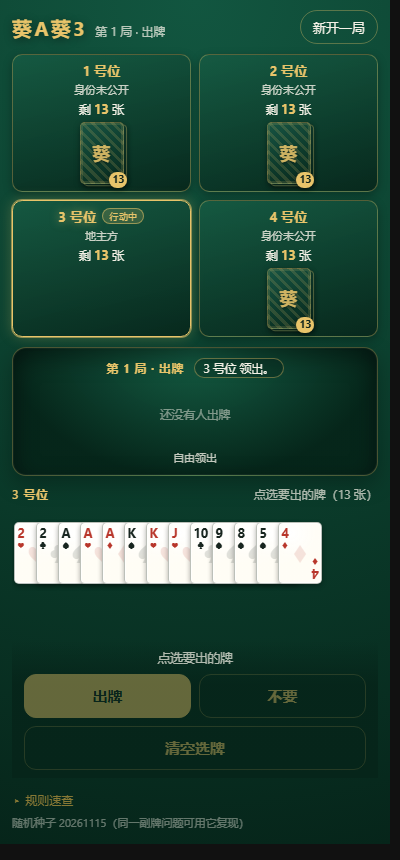 葵A葵3 第 1 局 · 出牌 新开一局
1 号位 2 号位
身份未公开 身份未公开
剩 13 张 剩 13 张
葵 葵
13 13
3 号位 行动中 4 号位
地主方 身份未公开
剩 13 张 剩 13 张
葵
13
第 1 局 · 出牌 3 号位 领出。
还没有人出牌
自由领出
3 号位 点选要出的牌（13 张）
2 2 A A A K K J 10 9 8 5 4
♥ ♣ ♠ ♥ ♦ ♠ ♥ ♥ ♣ ♠ ♠ ♠ ♦
4
点选要出的牌
出牌 不要
清空选牌
▸ 规则速查
随机种子 20261115（同一副牌问题可用它复现）